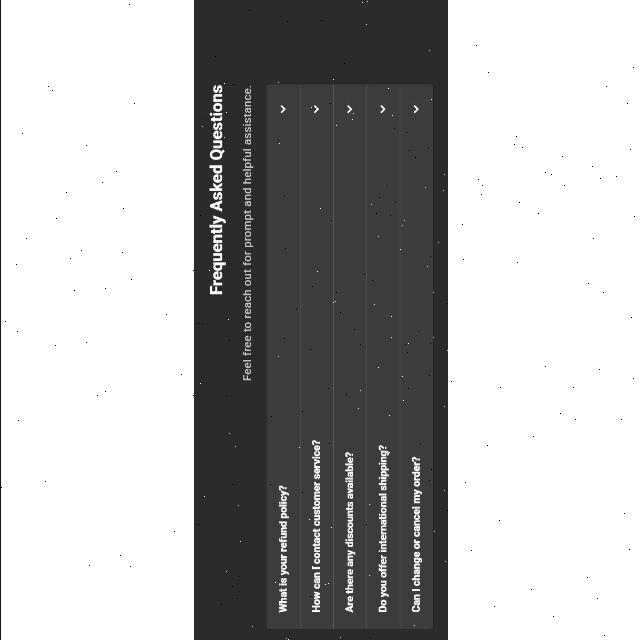 Frequently Asked Questions
Feel free to reach out for prompt and helpful assistance.
What is your refund policy?
How can I contact customer service?
Are there any discounts available?
Do you offer international shipping?
Can I change or cancel my order?